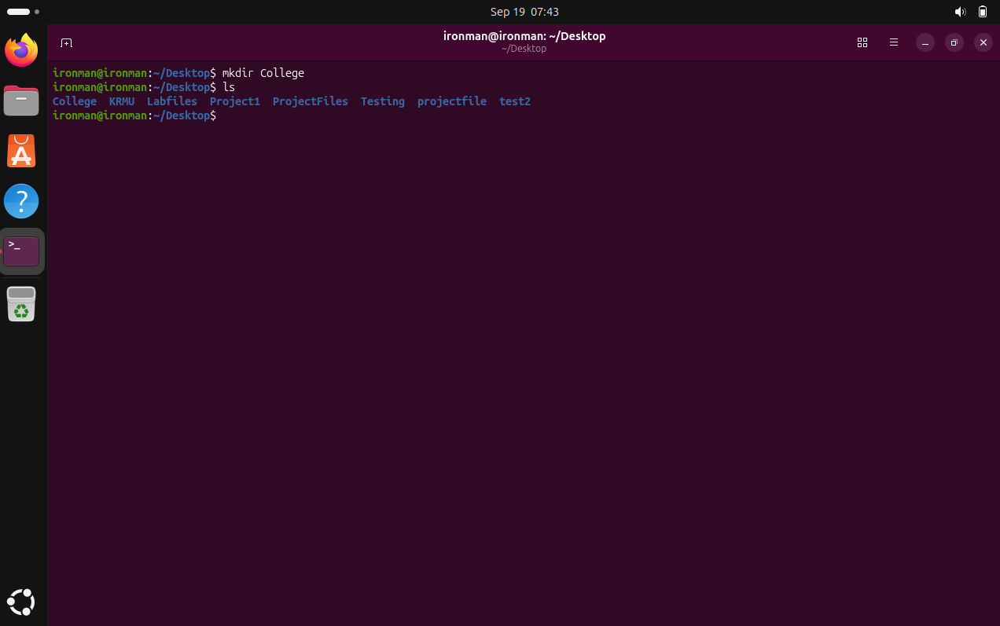 Sep 19 07:43
ironman@ironman: ~/Desktop
~/Desktop
ironman@ironman:~/Desktop$ mkdir College
ironman@ironman:~/Desktop$ ls
College KRMU Labfiles Project1 ProjectFiles Testing projectfile test2
ironman@ironman:~/Desktop$